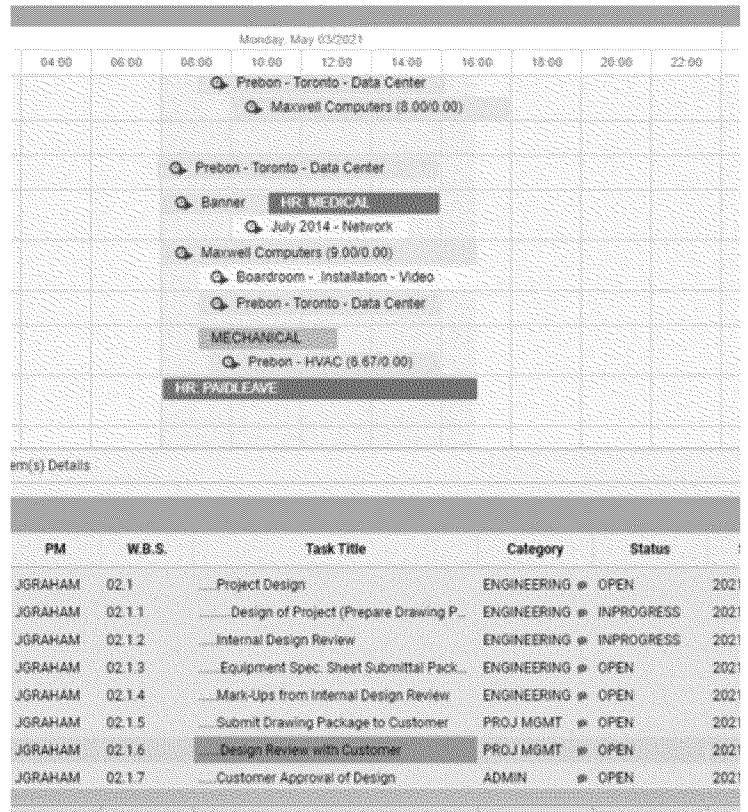 Monday, May 03/2021
04:00 06:00 08:00 10:00 12:00 14:00 16:00 18:00 20:00 22:00
Prebon - Toronto - Data Center
Maxwell Computers (8.00/0.00)
Prebon - Toronto - Data Center
Banner HR: MEDICAL
July 2014 - Network
Maxwell Computers (9.00/0.00)
Boardroom - .Installation - Video
Prebon - Toronto - Data Center
MECHANICAL
Prebon - HVAC (6.67/0.00)
HR: PAIDLEAVE
em(s) Details
PM W.B.S. Task Title Category Status
JGRAHAM 02.1 .....Project Design ENGINEERING OPEN 2021
JGRAHAM 02.1.1 ........Design of Project (Prepare Drawing P... ENGINEERING INPROGRESS 2021
JGRAHAM 02.1.2 .....Internal Design Review ENGINEERING INPROGRESS 2021
JGRAHAM 02.1.3 ......Equipment Spec. Sheet Submittal Pack... ENGINEERING OPEN 2021
JGRAHAM 02.1.4 .....Mark-Ups from Internal Design Review ENGINEERING OPEN 2021
JGRAHAM 02.1.5 .....Submit Drawing Package to Customer PROJ MGMT OPEN 2021
JGRAHAM 02.1.6 ......Design Review with Customer PROJ MGMT OPEN 2021
JGRAHAM 02.1.7 .....Customer Approval of Design ADMIN OPEN 2021